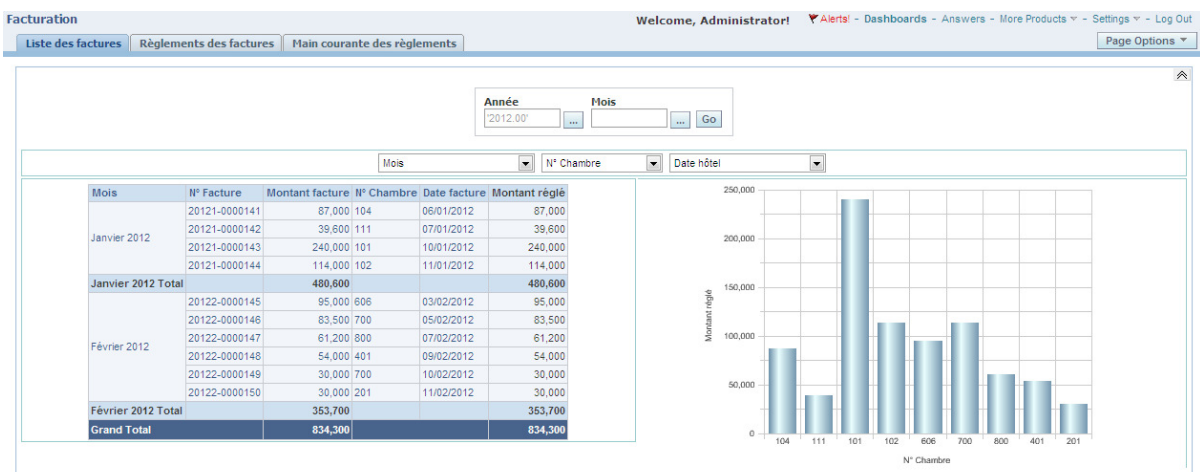 Facturation
Welcome, Administrator! Alerts! - Dashboards - Answers - More Products - Settings - Log Out
Liste des factures Règlements des factures Main courante des règlements Page Options
Année Mois
'2012.00' ... ... Go
Mois N° Chambre Date hôtel
Mois N° Facture Montant facture N° Chambre Date facture Montant règlé
Janvier 2012
20121-0000141 87,000 104 06/01/2012 87,000
20121-0000142 39,600 111 07/01/2012 39,600
20121-0000143 240,000 101 10/01/2012 240,000
20121-0000144 114,000 102 11/01/2012 114,000
Janvier 2012 Total 480,600 480,600
Fèvrier 2012
20122-0000145 95,000 606 03/02/2012 95,000
20122-0000146 83,500 700 05/02/2012 83,500
20122-0000147 61,200 800 07/02/2012 61,200
20122-0000148 54,000 401 09/02/2012 54,000
20122-0000149 30,000 700 10/02/2012 30,000
20122-0000150 30,000 201 11/02/2012 30,000
Fèvrier 2012 Total 353,700 353,700
Grand Total 834,300 834,300
Montant règlé
250,000
200,000
150,000
100,000
50,000
0
104 111 101 102 606 700 800 401 201
N° Chambre